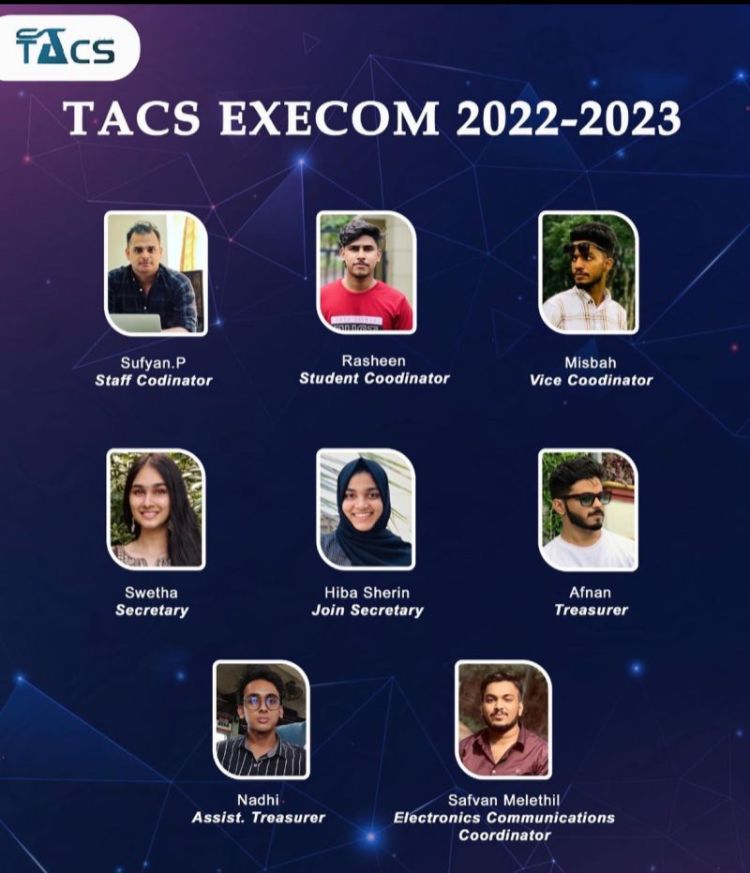 TACS
TACS EXECOM 2022-2023
Sufyan.P
Staff Codinator
Rasheen
Student Coodinator
Misbah
Vice Coodinator
Swetha
Secretary
Hiba Sherin
Join Secretary
Afnan
Treasurer
Nadhi
Assist. Treasurer
Safvan Melethil
Electronics Communications
Coordinator